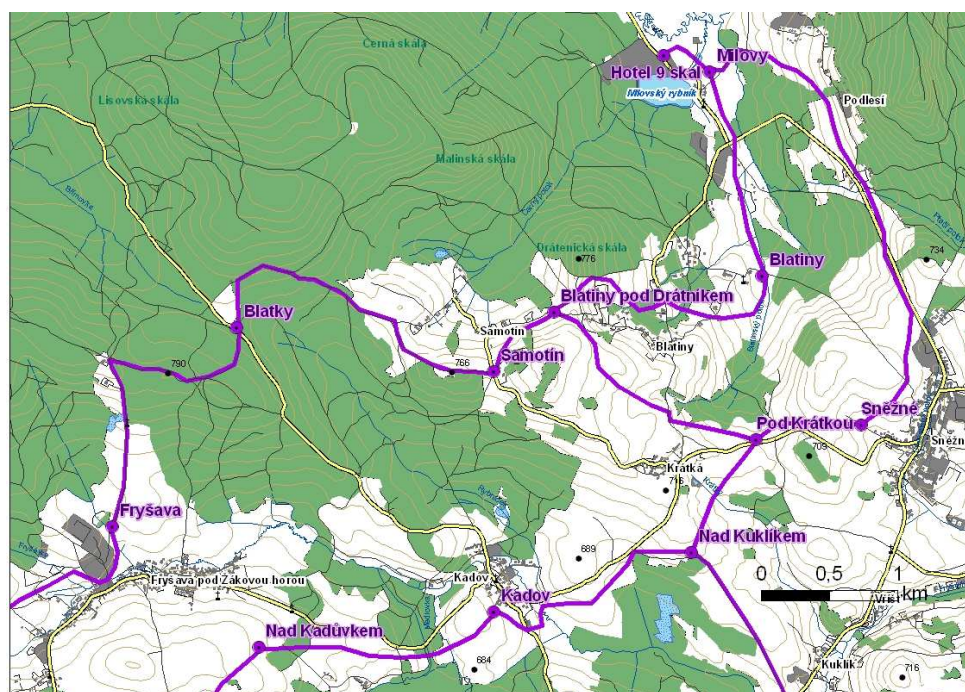 Černá skála
Milovy
Hotel 9 skal
Milovský rybník
Lisovská skála
Podlesí
Malinská skála
Černý potok
Drátenická skála
776
734
Blatiny
Blatiny pod Drátníkem
Blatky
Samotín
Blatiny
Samotín
766
790
Sněžné
Pod Krátkou
709
Krátká
716
Fryšava
Nad Kuklíkem
689
0 0,5 1
km
Kadov
Fryšava pod Žákovou horou
Kadov
Nad Kadůvkem
684
Kuklík
716